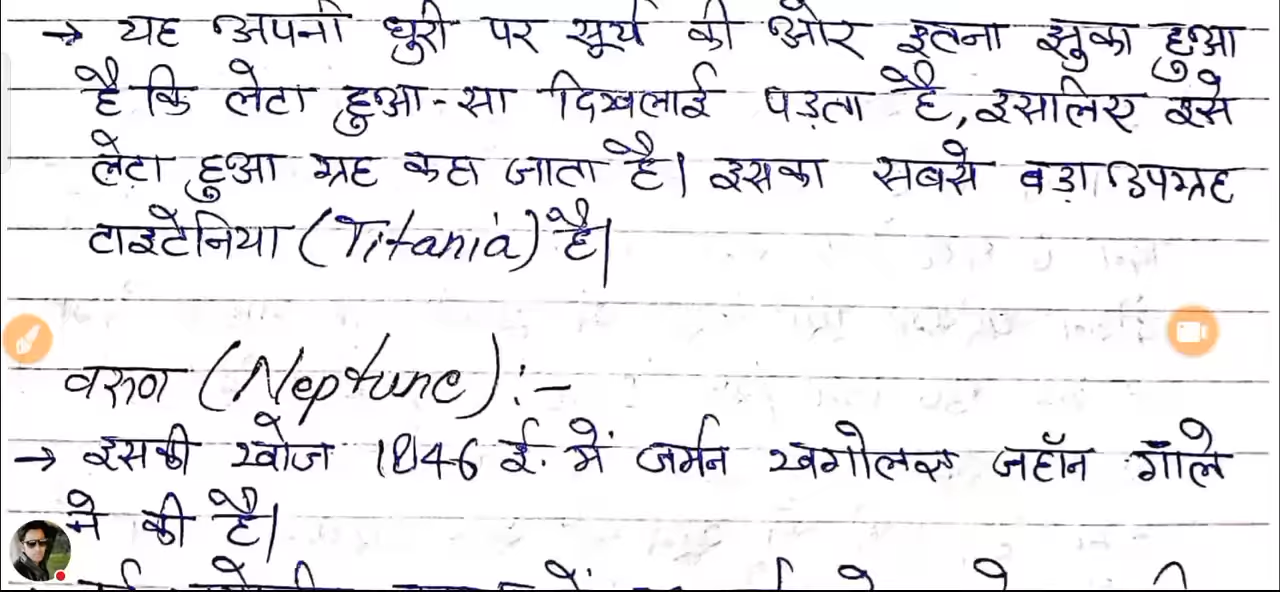 → यह अपनी धुरी पर सूर्य की ओर इतना झुका हुआ
है कि लेटा हुआ-सा दिखलाई पड़ता है, इसलिए इसे
लेटा हुआ ग्रह कहा जाता है। इसका सबसे बड़ा उपग्रह
टाइटेनिया (Titania) है।
वरुण (Neptune) :-
→ इसकी खोज 1846 ई. में जर्मन खगोलज्ञ जहॉन गॉले
ने की है।